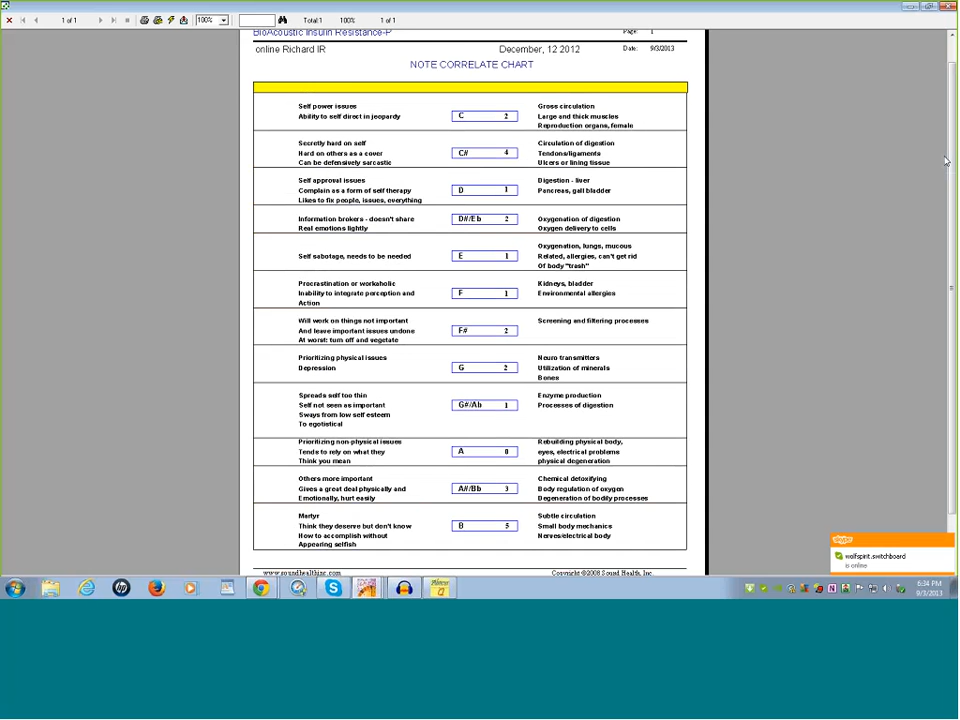 1 of 1
100%
Total:1
100%
1 of 1
BioAcoustic Insulin Resistance-P
Page: 1
online Richard IR
December, 12 2012
Date: 9/3/2013
NOTE CORRELATE CHART
Self power issues
Ability to self direct in jeopardy
C 2
Gross circulation
Large and thick muscles
Reproduction organs, female
Secretly hard on self
Hard on others as a cover
Can be defensively sarcastic
C# 4
Circulation of digestion
Tendons/ligaments
Ulcers or lining tissue
Self approval issues
Complain as a form of self therapy
Likes to fix people, issues, everything
D 1
Digestion - liver
Pancreas, gall bladder
Information brokers - doesn't share
Real emotions lightly
D#/Eb 2
Oxygenation of digestion
Oxygen delivery to cells
Self sabotage, needs to be needed
E 1
Oxygenation, lungs, mucous
Related, allergies, can't get rid
Of body "trash"
Precrastination or workaholic
Inability to integrate perception and
Action
F 1
Kidneys, bladder
Environmental allergies
Will work on things not important
And leave important issues undone
At worst: turn off and vegetate
F# 2
Screening and filtering processes
Prioritizing physical issues
Depression
G 2
Neuro transmitters
Utilization of minerals
Bones
Spreads self too thin
Self not seen as important
Sways from low self esteem
To egotistical
G#/Ab 1
Enzyme production
Processes of digestion
Prioritizing non-physical issues
Tends to rely on what they
Think you mean
A 0
Rebuilding physical body,
eyes, electrical problems
physical degeneration
Others more important
Gives a great deal physically and
Emotionally, hurt easily
A#/Bb 3
Chemical detoxifying
Body regulation of oxygen
Degeneration of bodily processes
Martyr
Think they deserve but don't know
How to accomplish without
Appearing selfish
B 5
Subtle circulation
Small body mechanics
Nerves/electrical body
www.soundhealthinc.com
Copyright ©2008 Sound Health, Inc.
skype
wolfspirit.switchboard
is online
6:34 PM
9/3/2013